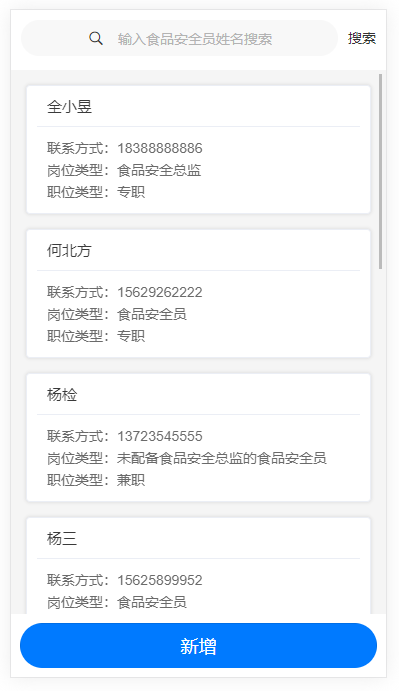 输入食品安全员姓名搜索 搜索
全小昱
联系方式：18388888886
岗位类型：食品安全总监
职位类型：专职
何北方
联系方式：15629262222
岗位类型：食品安全员
职位类型：专职
杨检
联系方式：13723545555
岗位类型：未配备食品安全总监的食品安全员
职位类型：兼职
杨三
联系方式：15625899952
岗位类型：食品安全员
新增